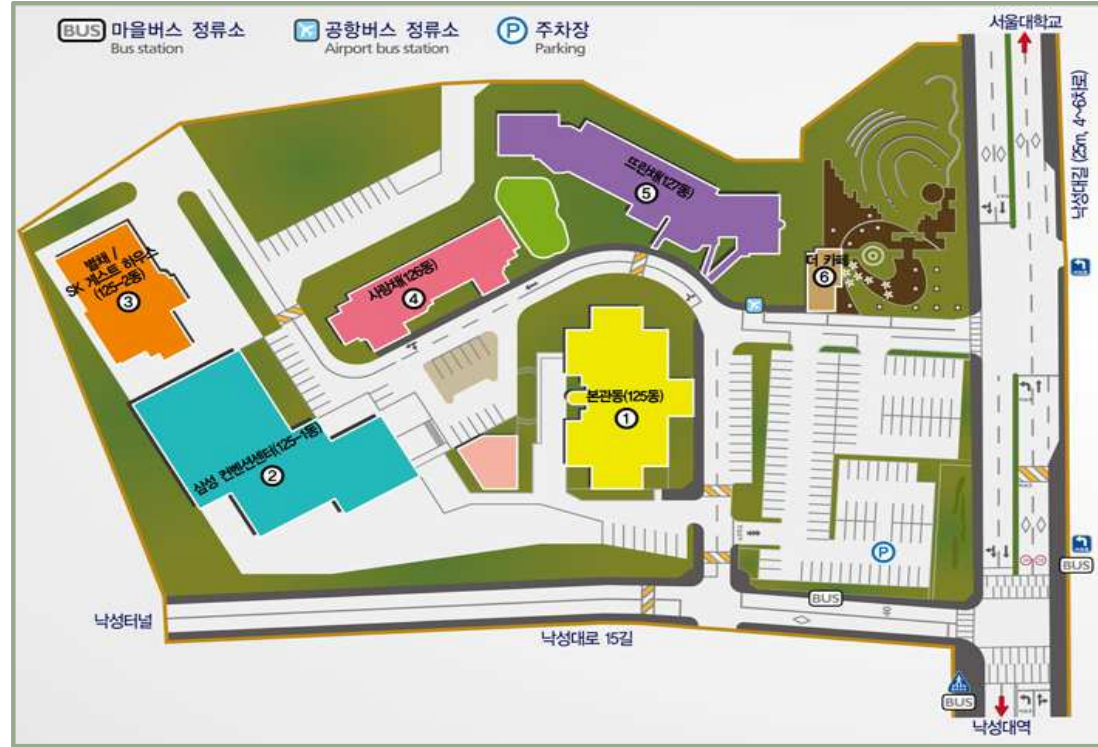 BUS 마을버스 정류소
Bus station
공항버스 정류소
Airport bus station
P 주차장
Parking
서울대학교
낙성대길 (25m, 4~6차로)
뜨란채(127동)
5
더 카페
6
별채 /
SK 게스트 하우스
(125-2동)
3
사랑채(126동)
4
본관동(125동)
1
삼성 컨벤션센터(125-1동)
2
P
BUS
BUS
낙성터널
낙성대로 15길
BUS
낙성대역